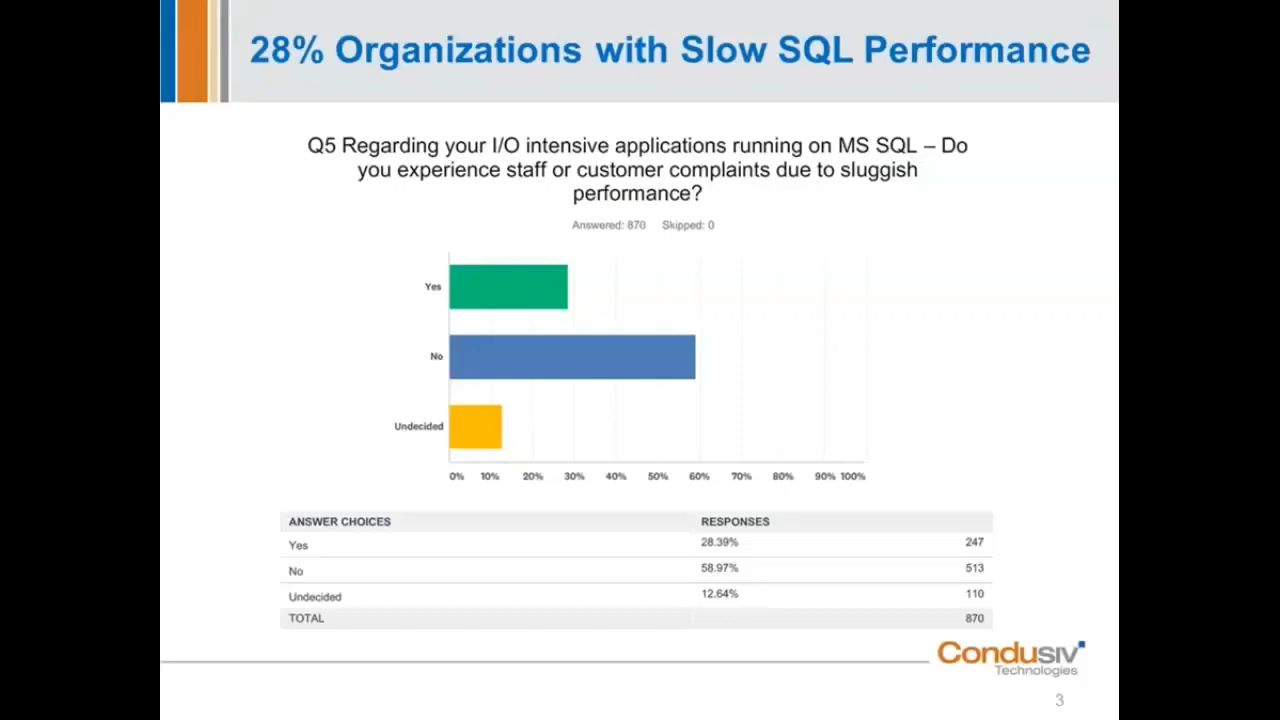 28% Organizations with Slow SQL Performance
Q5 Regarding your I/O intensive applications running on MS SQL – Do
you experience staff or customer complaints due to sluggish
performance?
Answered: 870 Skipped: 0
Yes
No
Undecided
0% 10% 20% 30% 40% 50% 60% 70% 80% 90% 100%
ANSWER CHOICES RESPONSES
Yes 28.39% 247
No 58.97% 513
Undecided 12.64% 110
TOTAL 870
Condusiv
Technologies
3